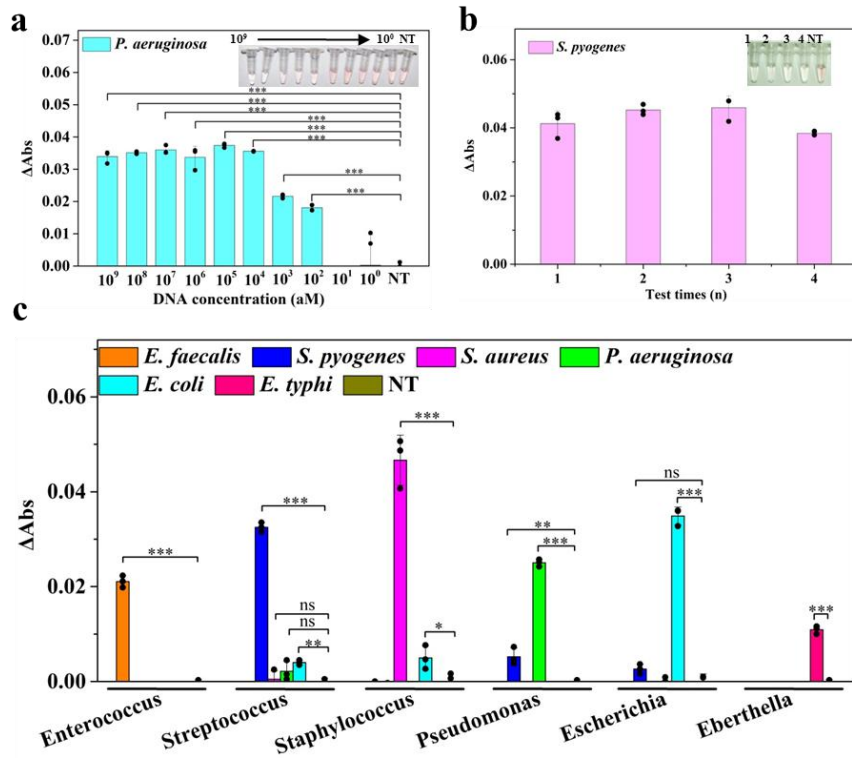 a
P. aeruginosa
10⁹ 10⁰ NT
***
***
***
***
***
***
***
***
0.07
0.06
0.05
0.04
0.03
0.02
0.01
0.00
ΔAbs
10⁹ 10⁸ 10⁷ 10⁶ 10⁵ 10⁴ 10³ 10² 10¹ 10⁰ NT
DNA concentration (aM)
b
S. pyogenes
1 2 3 4 NT
0.06
0.04
0.02
0.00
ΔAbs
1 2 3 4
Test times (n)
c
E. faecalis S. pyogenes S. aureus P. aeruginosa
E. coli E. typhi NT
0.06
0.04
0.02
0.00
ΔAbs
***
***
ns
ns
**
***
*
**
***
ns
***
***
Enterococcus
Streptococcus
Staphylococcus
Pseudomonas
Escherichia
Eberthella